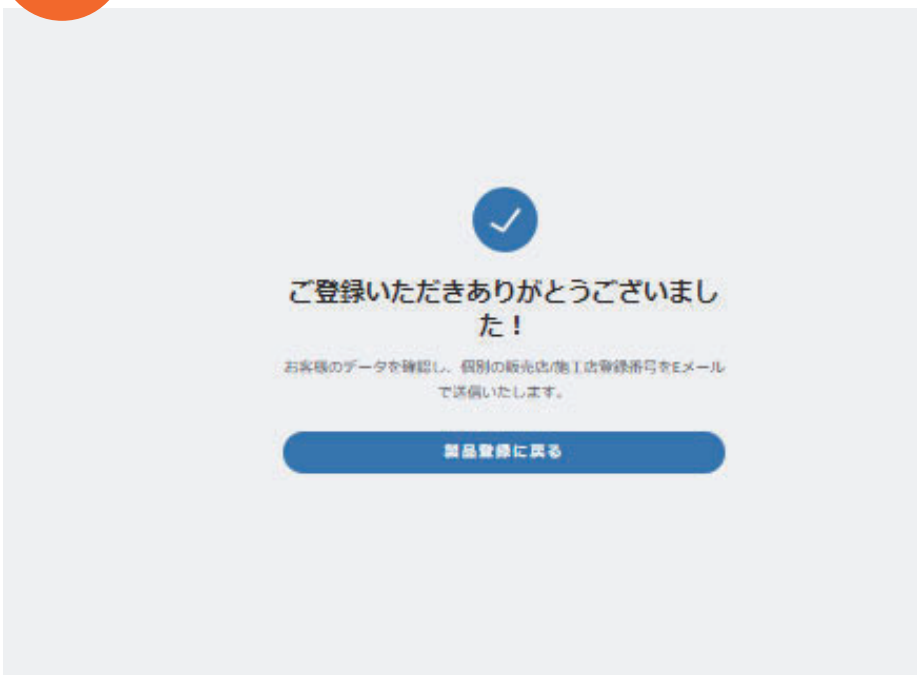 ご登録いただきありがとうございまし
た！
お客様のデータを確認し、個別の販売店/施工店登録番号をEメール
で送信いたします。
製品登録に戻る